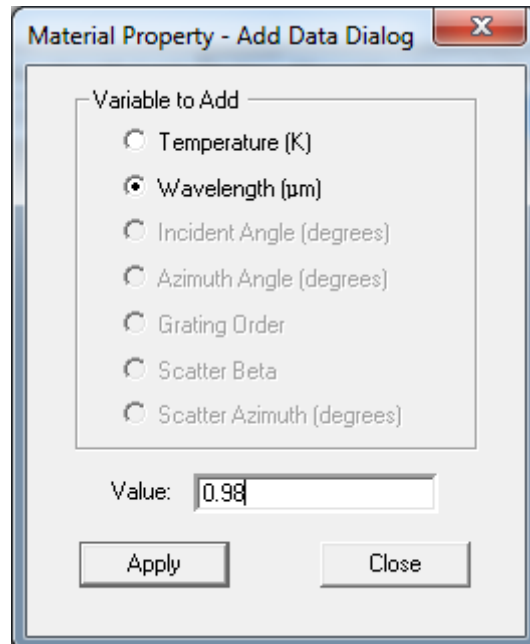 Material Property - Add Data Dialog
Variable to Add
Temperature (K)
Wavelength (µm)
Incident Angle (degrees)
Azimuth Angle (degrees)
Grating Order
Scatter Beta
Scatter Azimuth (degrees)
Value: 0.98
Apply Close